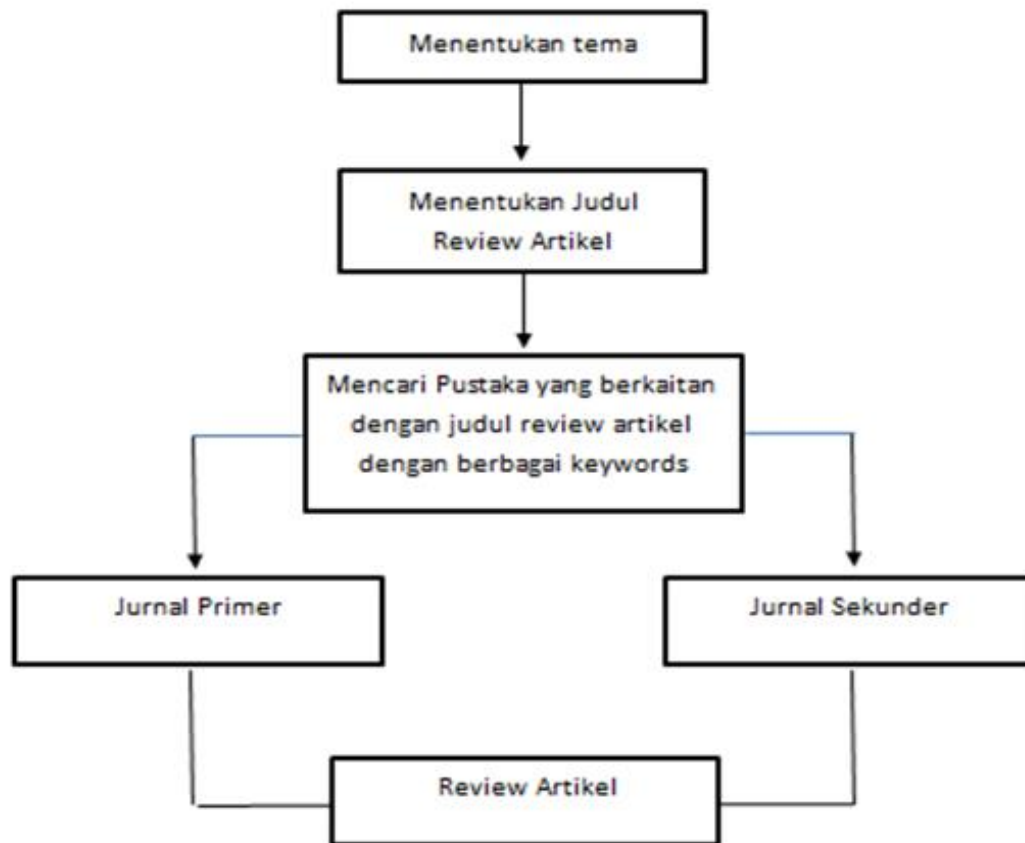 Menentukan tema
Menentukan Judul
Review Artikel
Mencari Pustaka yang berkaitan
dengan judul review artikel
dengan berbagai keywords
Jurnal Primer
Jurnal Sekunder
Review Artikel